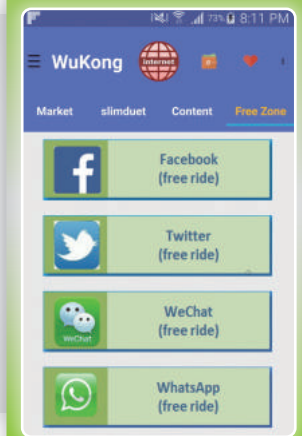 73% 8:11 PM
WuKong internet
Market slimduet Content Free Zone
Facebook
(free ride)
Twitter
(free ride)
WeChat
WeChat
(free ride)
WhatsApp
(free ride)